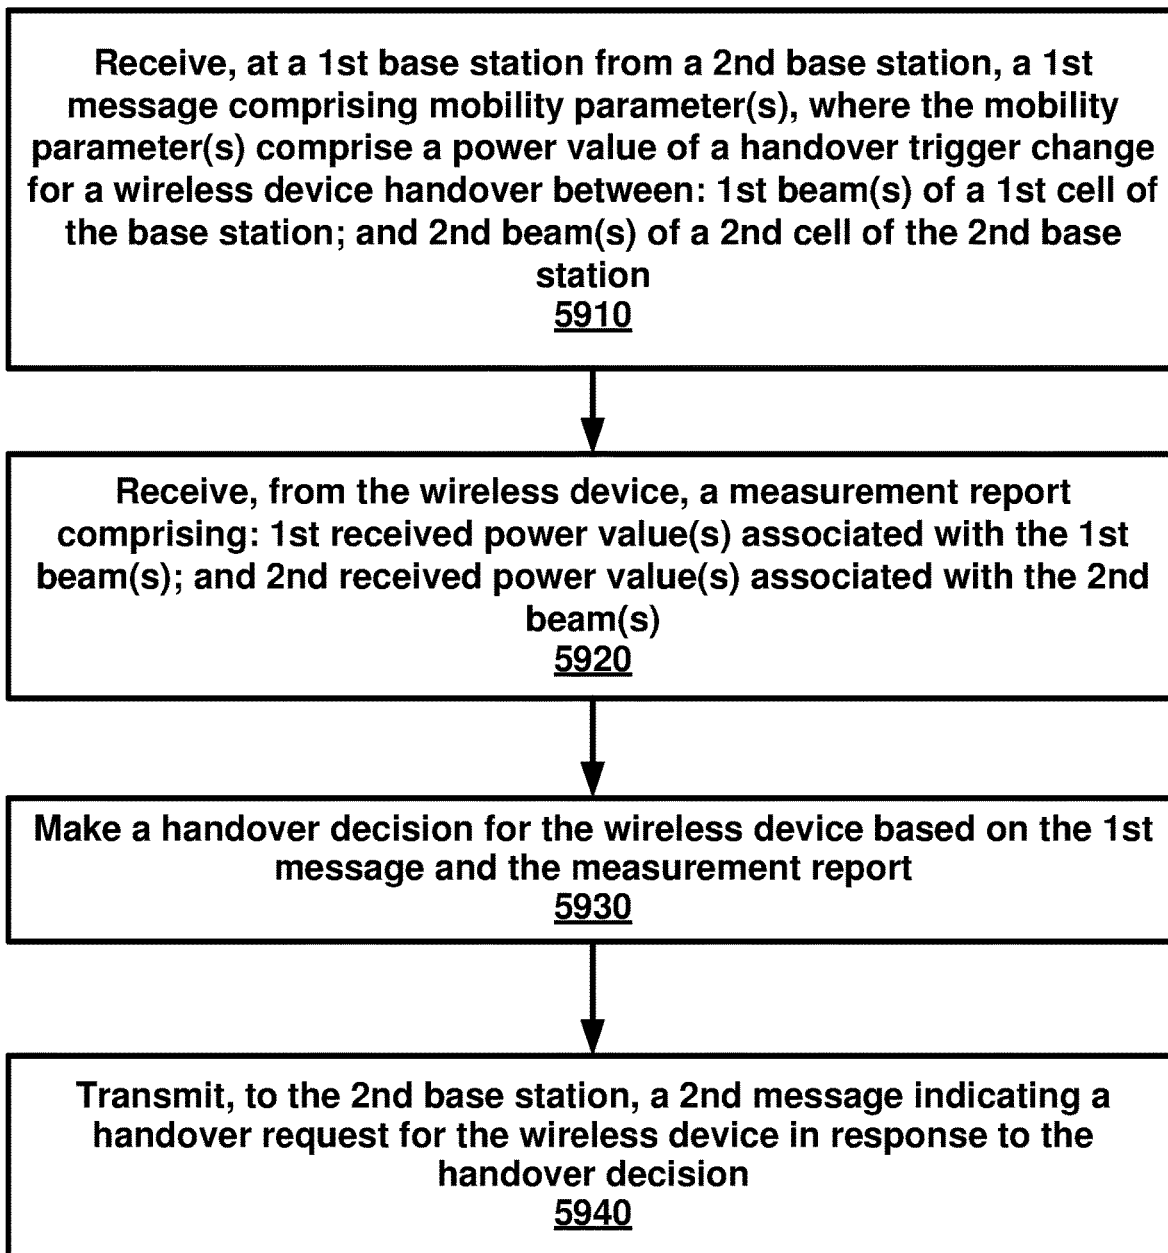 Receive, at a 1st base station from a 2nd base station, a 1st
message comprising mobility parameter(s), where the mobility
parameter(s) comprise a power value of a handover trigger change
for a wireless device handover between: 1st beam(s) of a 1st cell of
the base station; and 2nd beam(s) of a 2nd cell of the 2nd base
station
5910
Receive, from the wireless device, a measurement report
comprising: 1st received power value(s) associated with the 1st
beam(s); and 2nd received power value(s) associated with the 2nd
beam(s)
5920
Make a handover decision for the wireless device based on the 1st
message and the measurement report
5930
Transmit, to the 2nd base station, a 2nd message indicating a
handover request for the wireless device in response to the
handover decision
5940